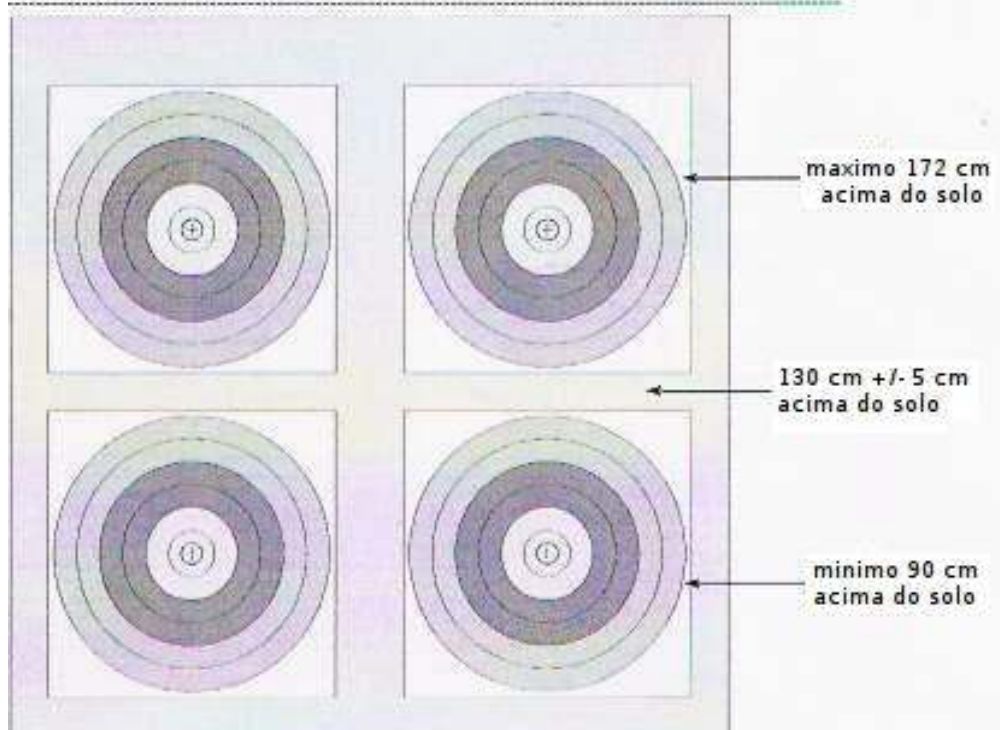 maximo 172 cm
acima do solo
130 cm +/- 5 cm
acima do solo
minimo 90 cm
acima do solo